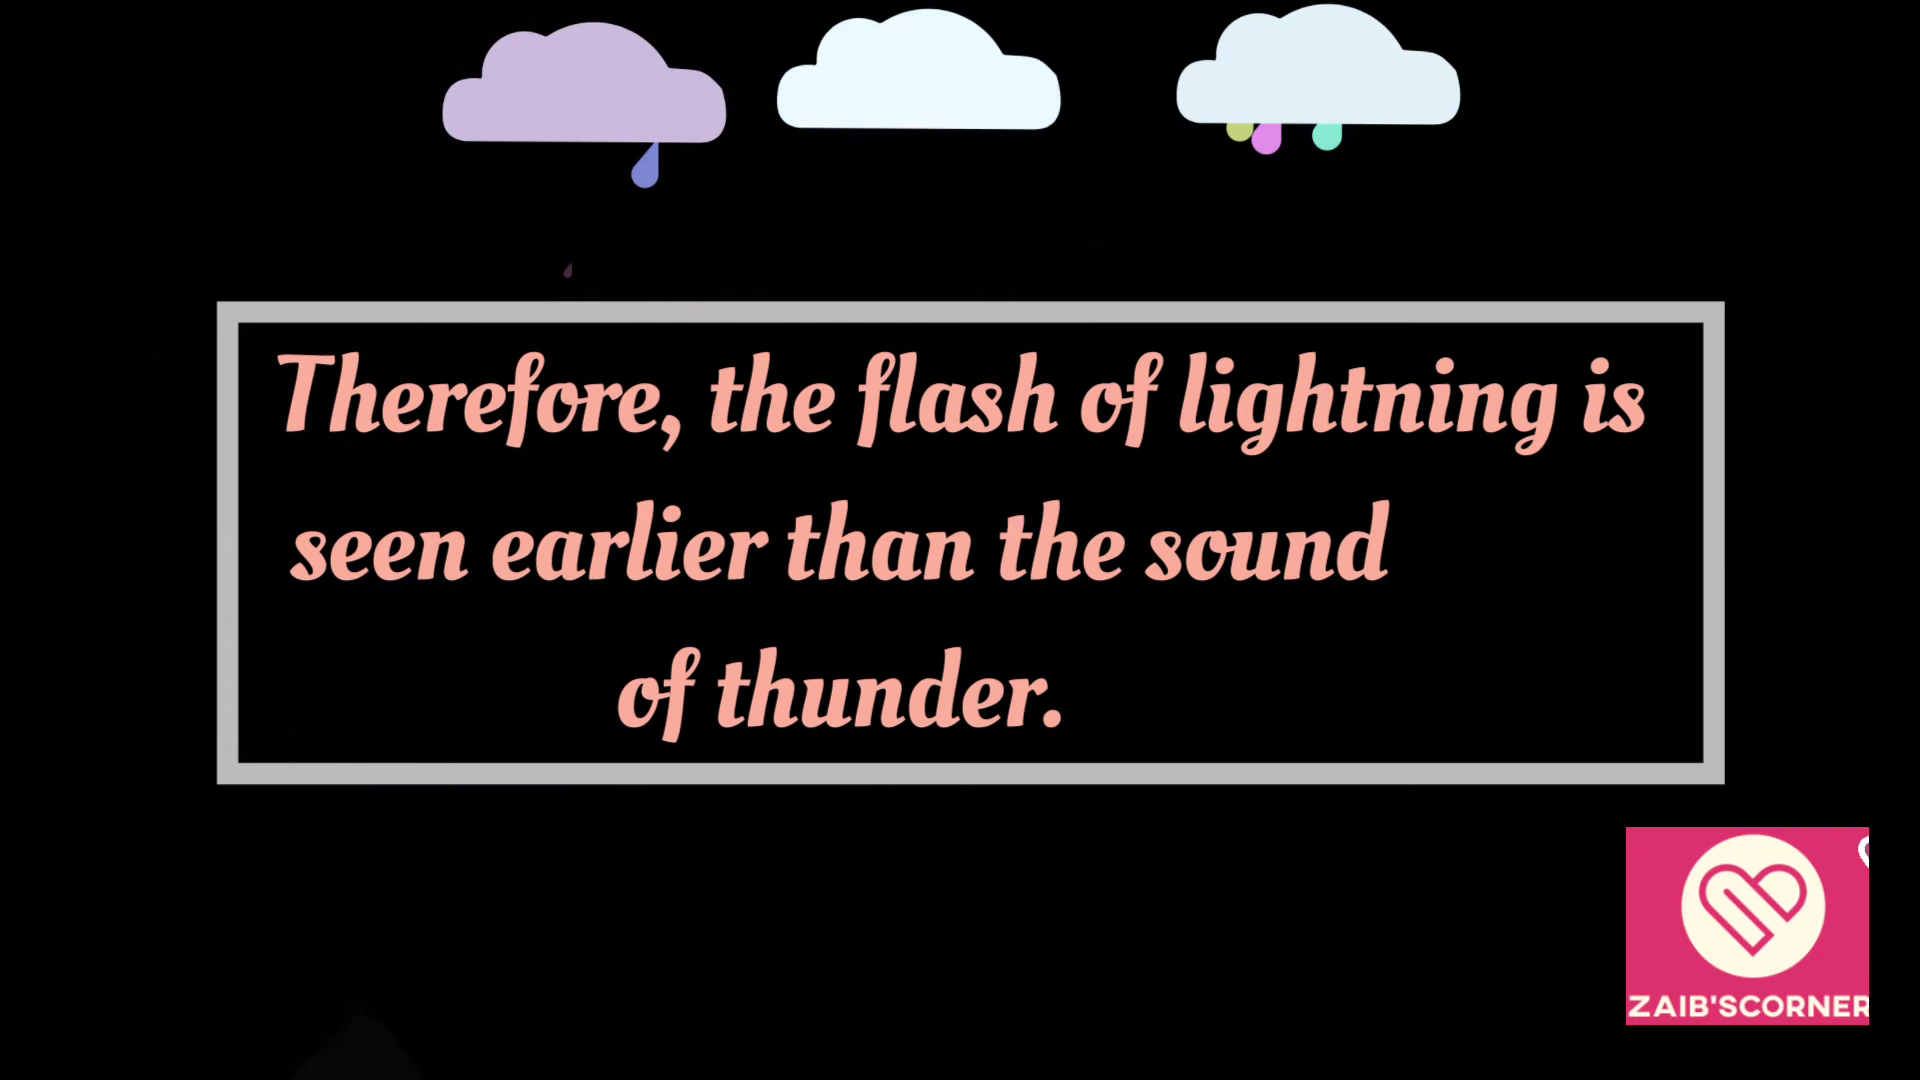 Therefore, the flash of lightning is
seen earlier than the sound
of thunder.
ZAIB'SCORNER